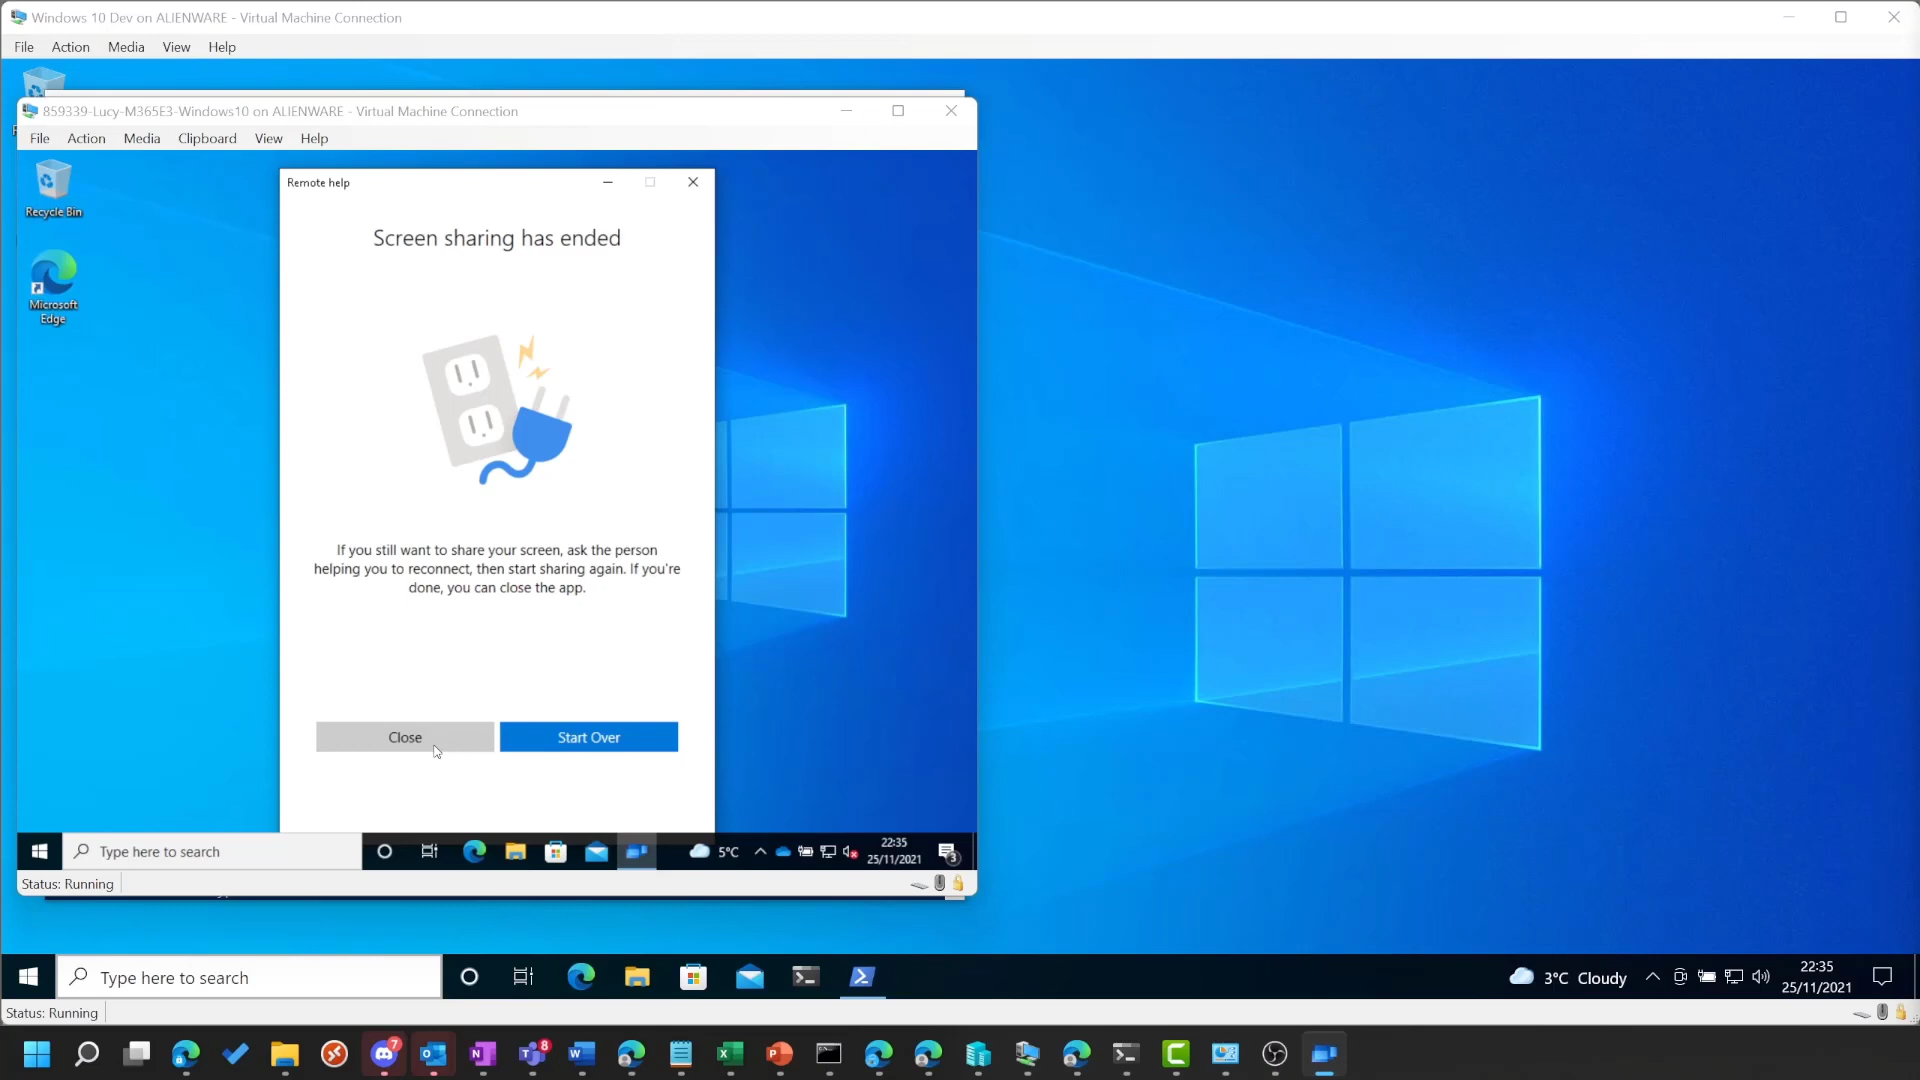 Windows 10 Dev on ALIENWARE - Virtual Machine Connection
File Action Media View Help
859339-Lucy-M365E3-Windows10 on ALIENWARE - Virtual Machine Connection
File Action Media Clipboard View Help
Recycle Bin
Microsoft
Edge
Remote help
Screen sharing has ended
If you still want to share your screen, ask the person
helping you to reconnect, then start sharing again. If you're
done, you can close the app.
Close
Start Over
Type here to search
5°C
22:35
25/11/2021
3
Status: Running
Type here to search
3°C Cloudy
22:35
25/11/2021
Status: Running
7
8